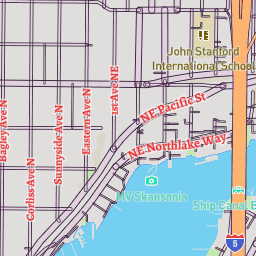 John Stanford
International School
1st Ave NE
NE Pacific St
Bagley Ave N
Sunnyside Ave N
Eastern Ave N
NE Northlake Way
Corliss Ave N
MV Skansonia
Ship Canal B
5